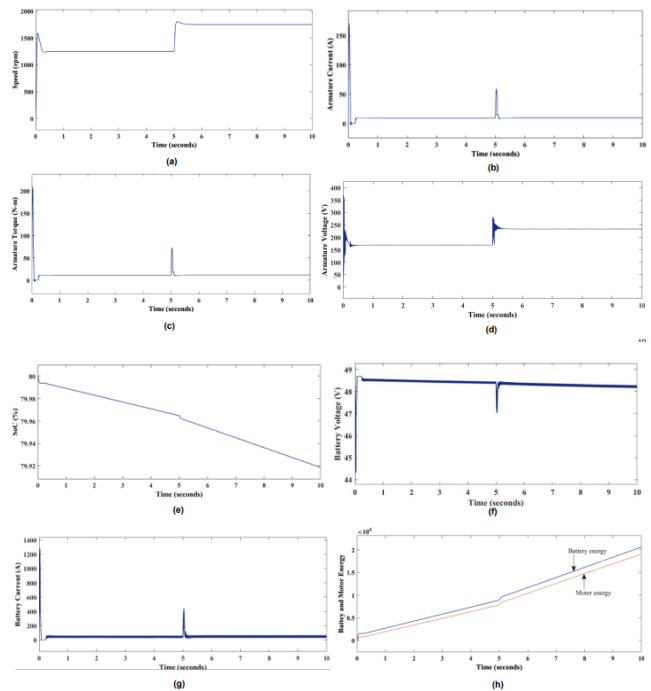 2000
1500
1000
500
0
Speed (rpm)
0 1 2 3 4 5 6 7 8 9 10
Time (seconds)
(a)
150
100
50
0
Armature Current (A)
0 1 2 3 4 5 6 7 8 9 10
Time (seconds)
(b)
200
150
100
50
0
Armature Torque (N-m)
0 1 2 3 4 5 6 7 8 9 10
Time (seconds)
(c)
400
350
300
250
200
150
100
50
0
Armature Voltage (V)
0 1 2 3 4 5 6 7 8 9 10
Time (seconds)
(d)
80
79.98
79.96
79.94
79.92
SoC (%)
0 1 2 3 4 5 6 7 8 9 10
Time (seconds)
(e)
49
48
47
46
45
44
Battery Voltage (V)
0 1 2 3 4 5 6 7 8 9 10
Time (seconds)
(f)
1400
1200
1000
800
600
400
200
0
Battery Current (A)
0 1 2 3 4 5 6 7 8 9 10
Time (seconds)
(g)
2
1.5
1
0.5
0
Battey and Motor Energy
Battery energy
Motor energy
0 1 2 3 4 5 6 7 8 9 10
Time (seconds)
(h)